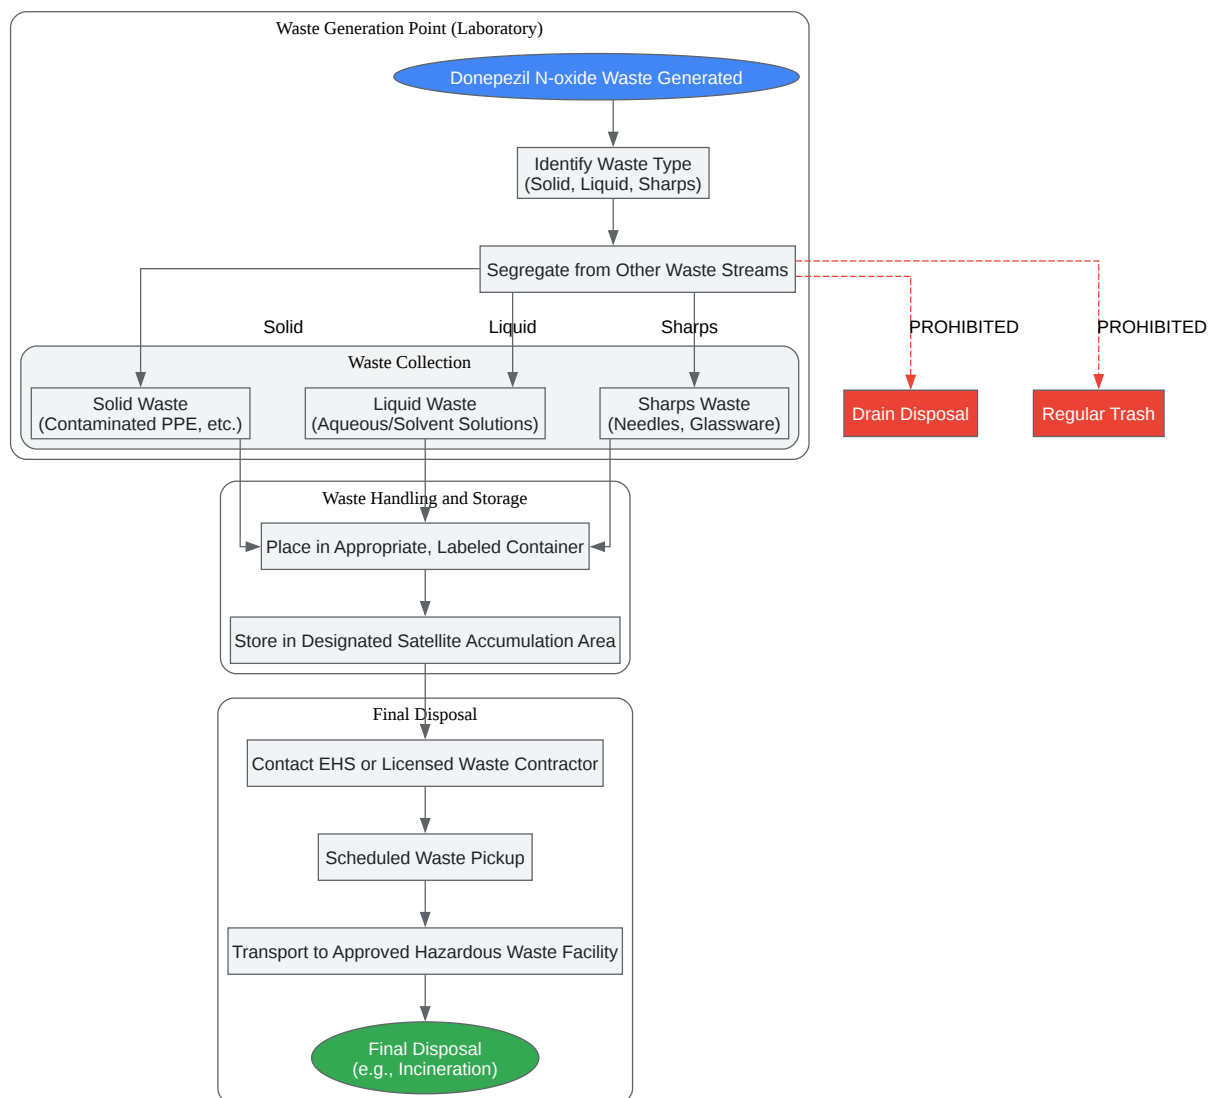 Waste Generation Point (Laboratory)
Donepezil N-oxide Waste Generated
Identify Waste Type
(Solid, Liquid, Sharps)
Segregate from Other Waste Streams
Solid
Liquid
Sharps
PROHIBITED
PROHIBITED
Waste Collection
Solid Waste
(Contaminated PPE, etc.)
Liquid Waste
(Aqueous/Solvent Solutions)
Sharps Waste
(Needles, Glassware)
Drain Disposal
Regular Trash
Waste Handling and Storage
Place in Appropriate, Labeled Container
Store in Designated Satellite Accumulation Area
Final Disposal
Contact EHS or Licensed Waste Contractor
Scheduled Waste Pickup
Transport to Approved Hazardous Waste Facility
Final Disposal
(e.g., Incineration)